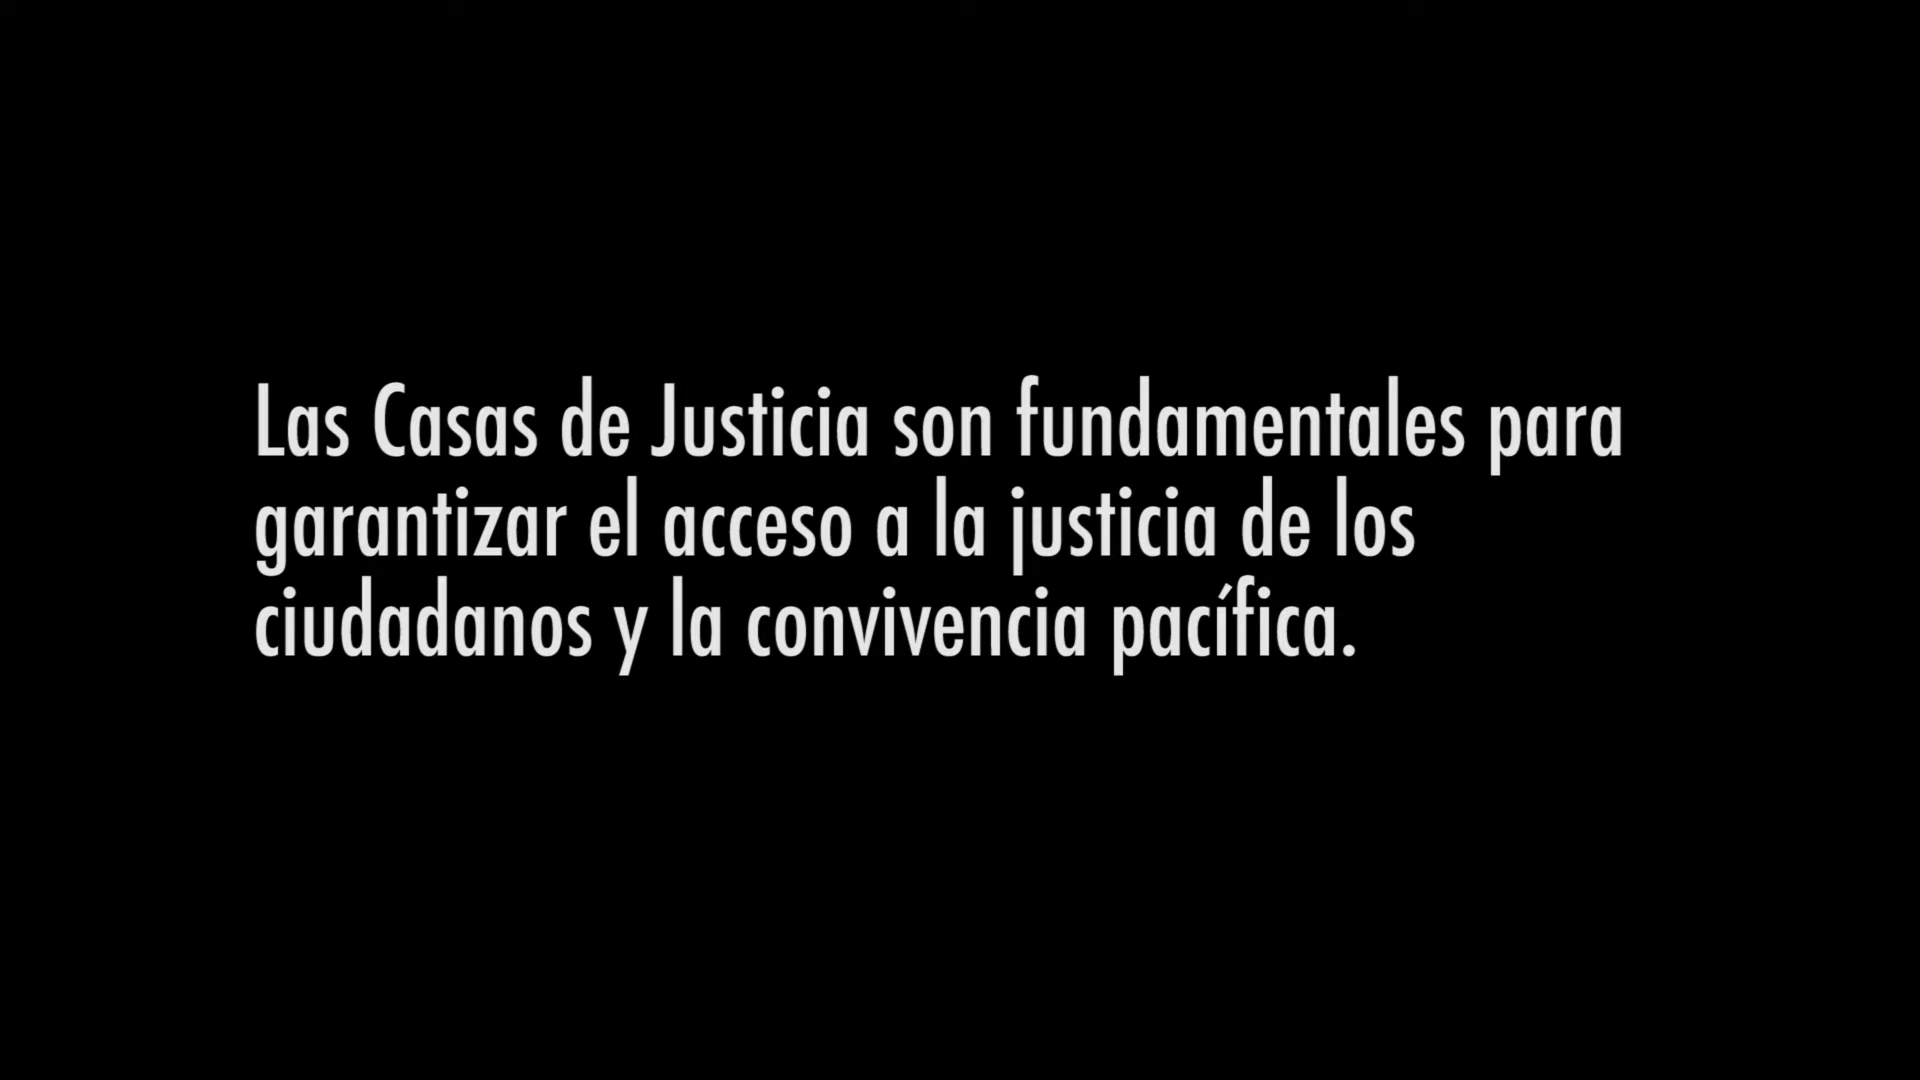 Las Casas de Justicia son fundamentales para
garantizar el acceso a la justicia de los
ciudadanos y la convivencia pacífica.